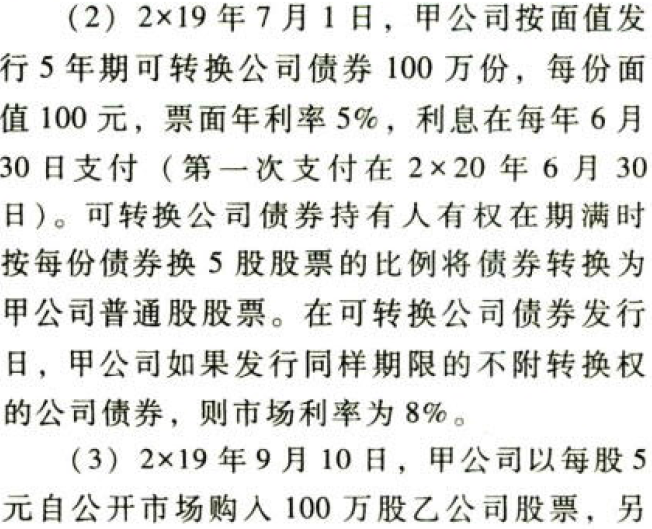 （2）2×19 年 7 月 1 日，甲公司按面值发
行 5 年期可转换公司债券 100 万份，每份面
值 100 元，票面年利率 5%，利息在每年 6 月
30 日支付（第一次支付在 2×20 年 6 月 30
日）。可转换公司债券持有人有权在期满时
按每份债券换 5 股股票的比例将债券转换为
甲公司普通股股票。在可转换公司债券发行
日，甲公司如果发行同样期限的不附转换权
的公司债券，则市场利率为 8%。
（3）2×19 年 9 月 10 日，甲公司以每股 5
元自公开市场购入 100 万股乙公司股票，另